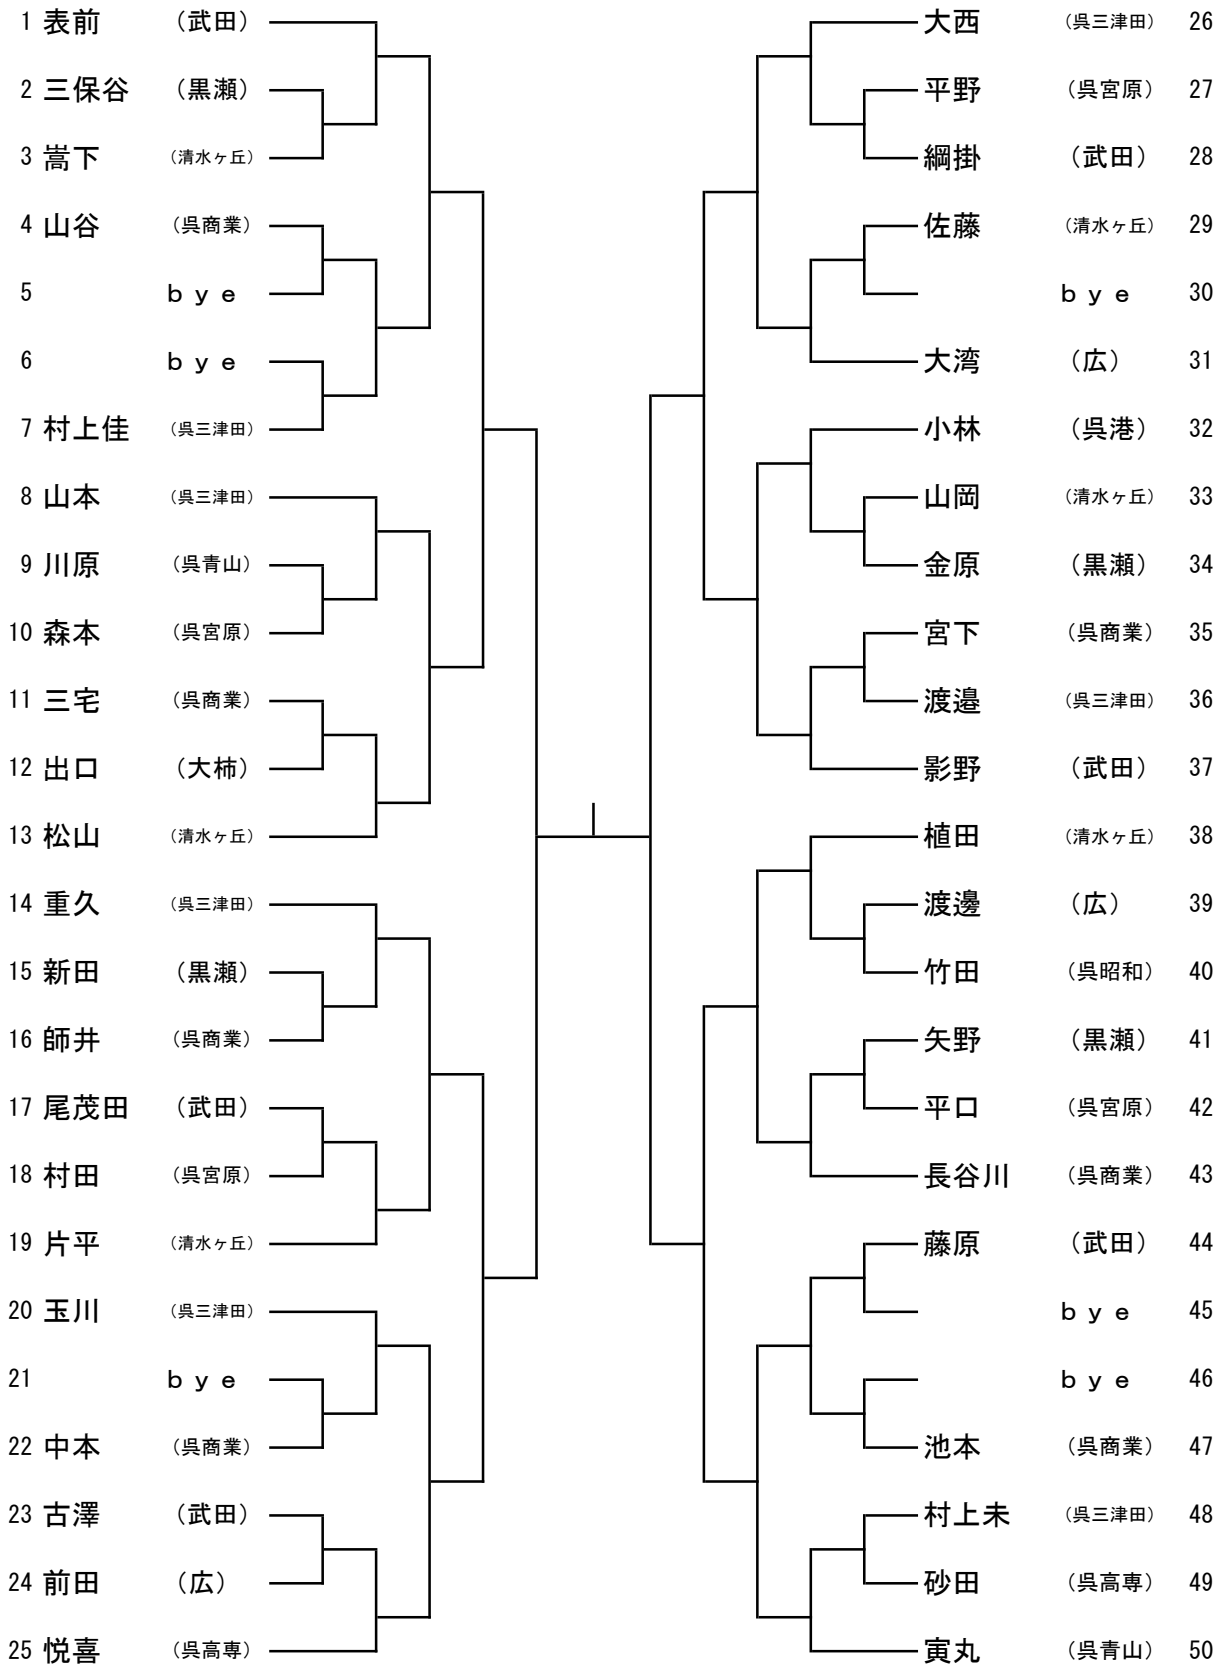 1 表前 （武田）
2 三保谷 （黒瀬）
3 嵩下 （清水ヶ丘）
4 山谷 （呉商業）
5 ｂｙｅ
6 ｂｙｅ
7 村上佳 （呉三津田）
8 山本 （呉三津田）
9 川原 （呉青山）
10 森本 （呉宮原）
11 三宅 （呉商業）
12 出口 （大柿）
13 松山 （清水ヶ丘）
14 重久 （呉三津田）
15 新田 （黒瀬）
16 師井 （呉商業）
17 尾茂田 （武田）
18 村田 （呉宮原）
19 片平 （清水ヶ丘）
20 玉川 （呉三津田）
21 ｂｙｅ
22 中本 （呉商業）
23 古澤 （武田）
24 前田 （広）
25 悦喜 （呉高専）
大西 （呉三津田） 26
平野 （呉宮原） 27
綱掛 （武田） 28
佐藤 （清水ヶ丘） 29
ｂｙｅ 30
大湾 （広） 31
小林 （呉港） 32
山岡 （清水ヶ丘） 33
金原 （黒瀬） 34
宮下 （呉商業） 35
渡邉 （呉三津田） 36
影野 （武田） 37
植田 （清水ヶ丘） 38
渡邊 （広） 39
竹田 （呉昭和） 40
矢野 （黒瀬） 41
平口 （呉宮原） 42
長谷川 （呉商業） 43
藤原 （武田） 44
ｂｙｅ 45
ｂｙｅ 46
池本 （呉商業） 47
村上未 （呉三津田） 48
砂田 （呉高専） 49
寅丸 （呉青山） 50